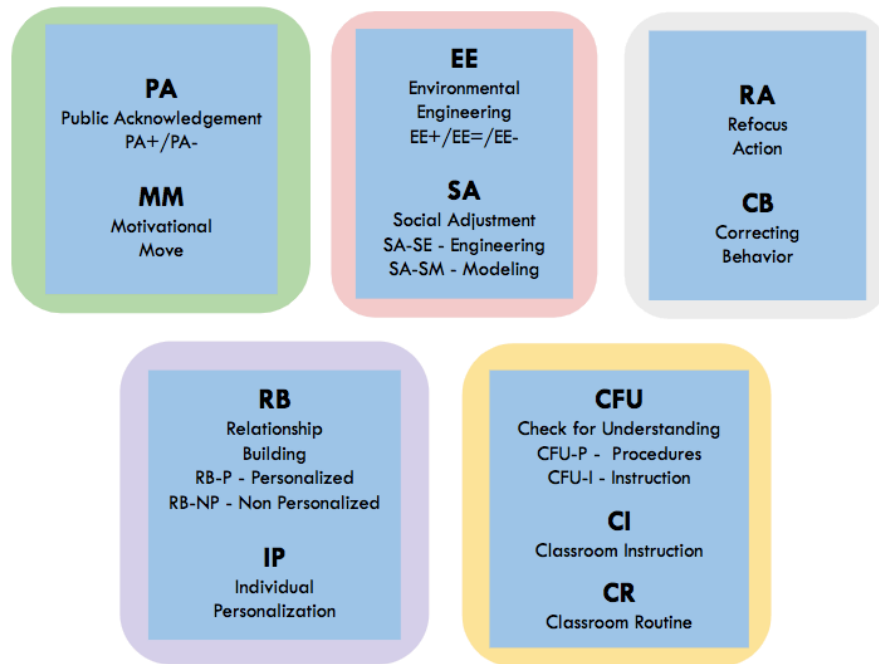 PA
Public Acknowledgement
PA+/PA-
MM
Motivational
Move
EE
Environmental
Engineering
EE+/EE=/EE-
SA
Social Adjustment
SA-SE - Engineering
SA-SM - Modeling
RA
Refocus
Action
CB
Correcting
Behavior
RB
Relationship
Building
RB-P - Personalized
RB-NP - Non Personalized
IP
Individual
Personalization
CFU
Check for Understanding
CFU-P -  Procedures
CFU-I - Instruction
CI
Classroom Instruction
CR
Classroom Routine